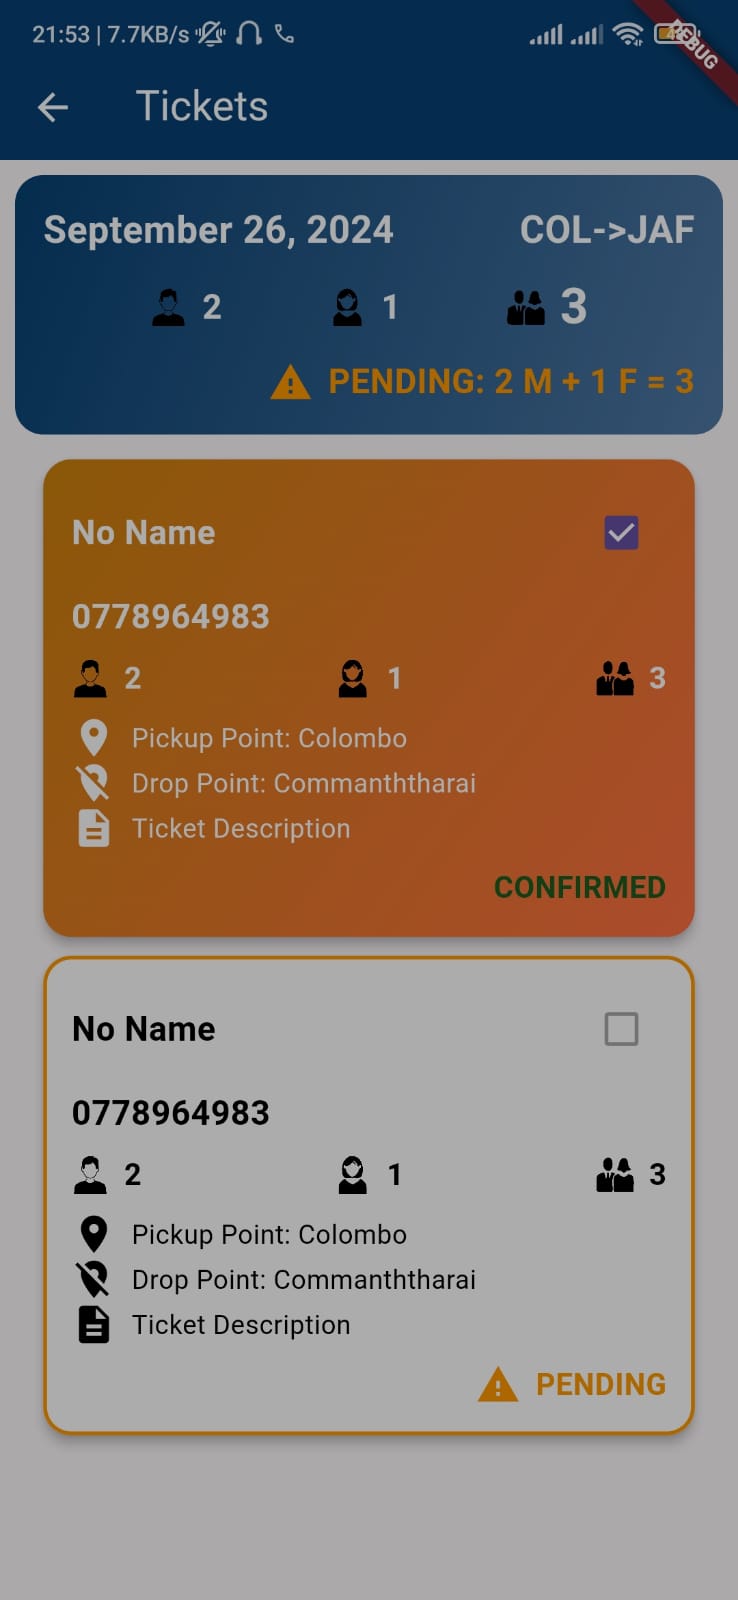 21:53 | 7.7KB/s
DEBUG
Tickets
September 26, 2024 COL->JAF
2 1 3
PENDING: 2 M + 1 F = 3
No Name
0778964983
2 1 3
Pickup Point: Colombo
Drop Point: Commanththarai
Ticket Description
CONFIRMED
No Name
0778964983
2 1 3
Pickup Point: Colombo
Drop Point: Commanththarai
Ticket Description
PENDING